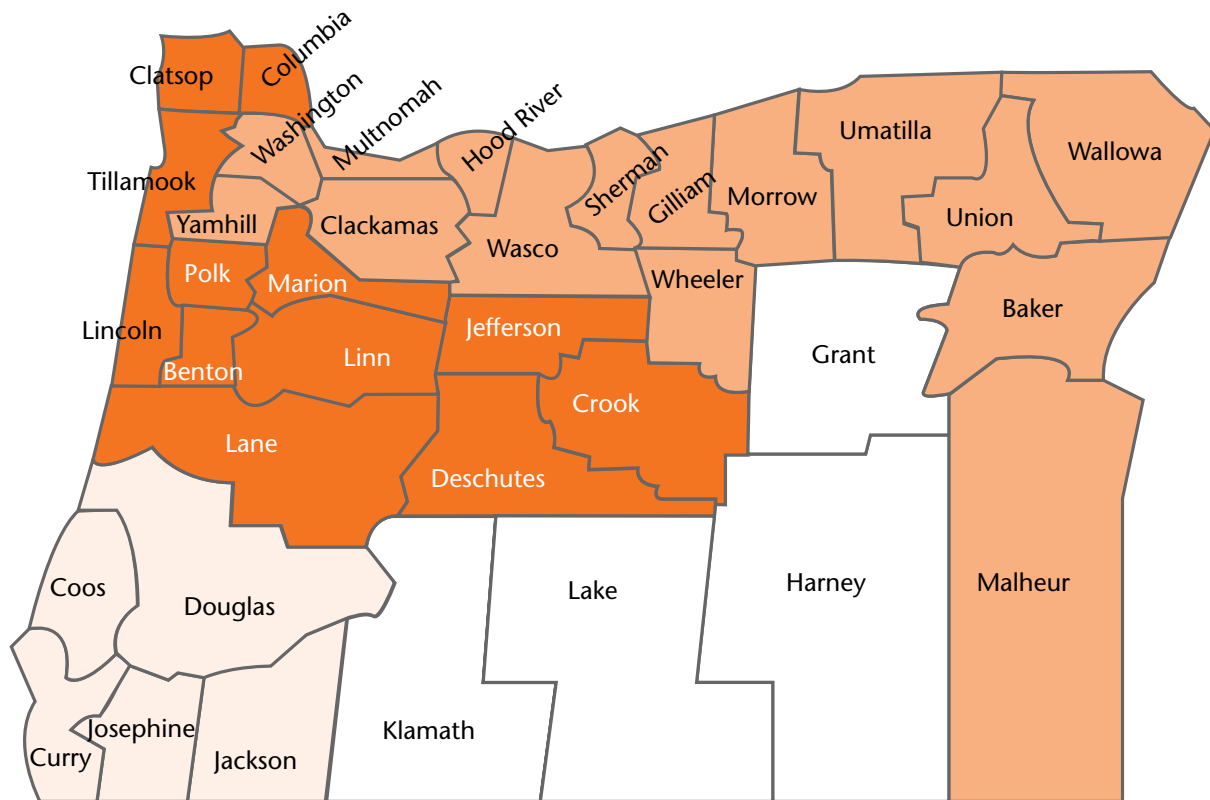 Clatsop
Columbia
Washington
Multnomah
Hood River
Tillamook
Yamhill
Clackamas
Wasco
Sherman
Gilliam
Morrow
Umatilla
Union
Wallowa
Polk
Marion
Wheeler
Baker
Lincoln
Benton
Linn
Jefferson
Grant
Crook
Lane
Deschutes
Coos
Douglas
Lake
Harney
Malheur
Curry
Josephine
Jackson
Klamath